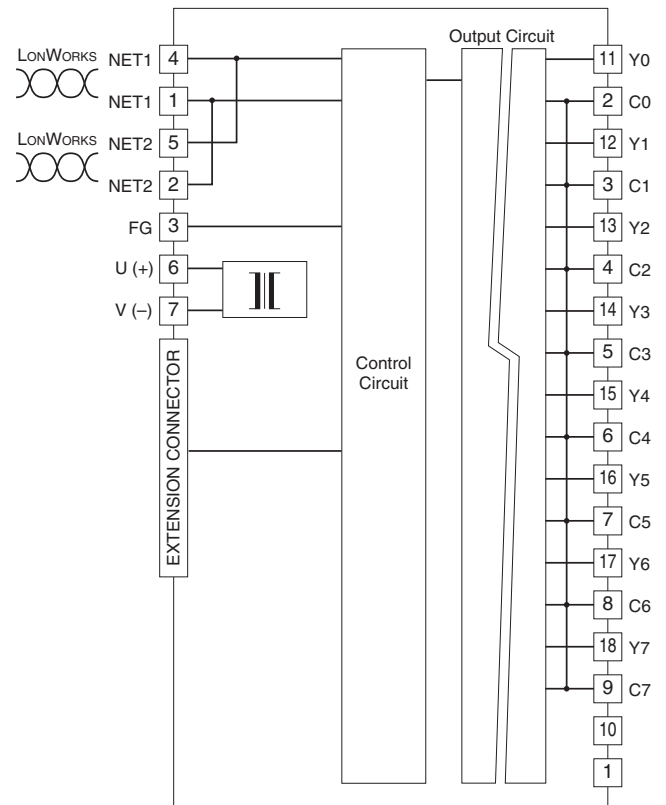 Output Circuit
LONWORKS NET1 4
NET1 1
LONWORKS NET2 5
NET2 2
FG 3
U (+) 6
V (–) 7
EXTENSION CONNECTOR
Control
Circuit
11 Y0
2 C0
12 Y1
3 C1
13 Y2
4 C2
14 Y3
5 C3
15 Y4
6 C4
16 Y5
7 C5
17 Y6
8 C6
18 Y7
9 C7
10
1